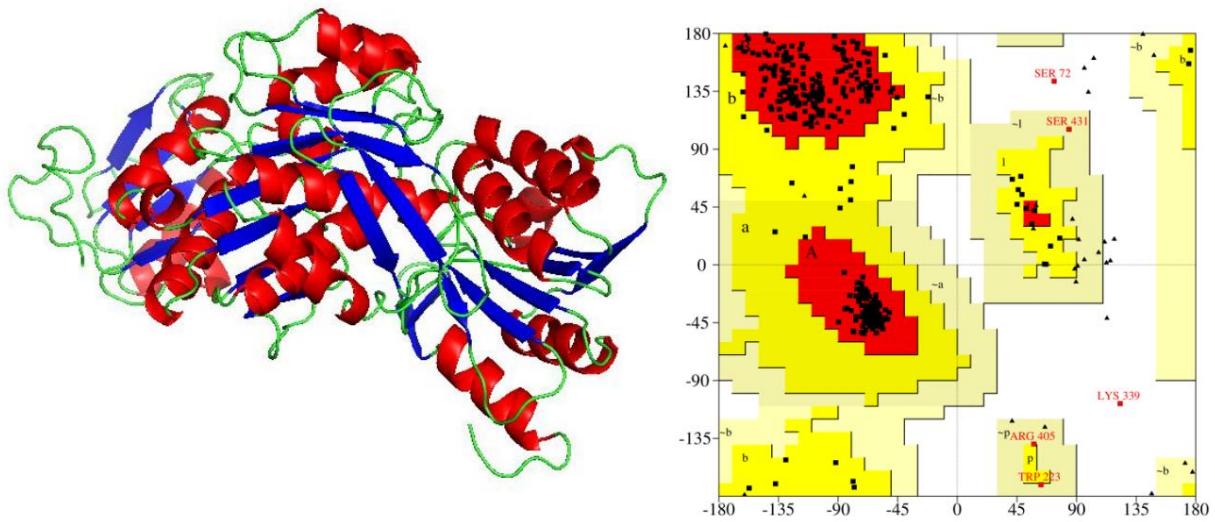 180
B
b
SER 72
135
b
~b
~l
SER 431
90
l
45
a
A
0
~a
-45
-90
LYS 339
~b
~p
ARG 405
-135
b
p
~b
TRP 223
-180 -135 -90 -45 0 45 90 135 180